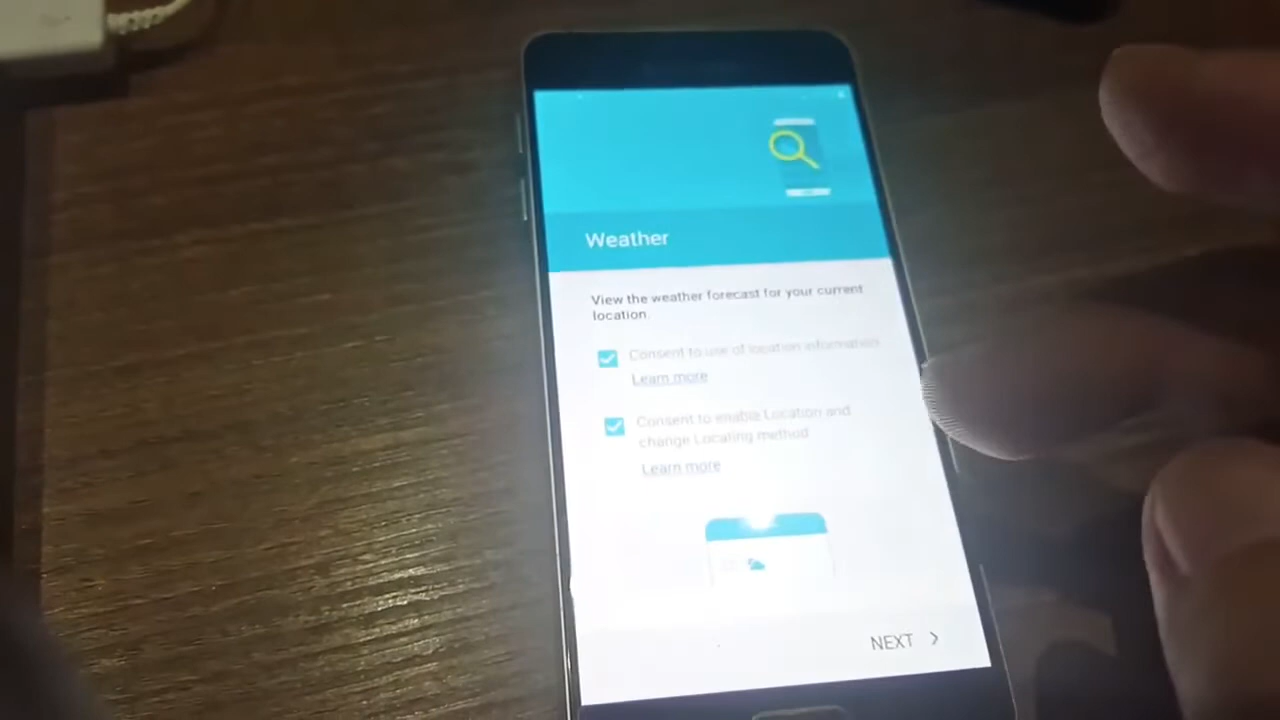 Weather
View the weather forecast for your current
location.
Consent to use of location information
Learn more
Consent to enable Location and
change Locating method
Learn more
NEXT